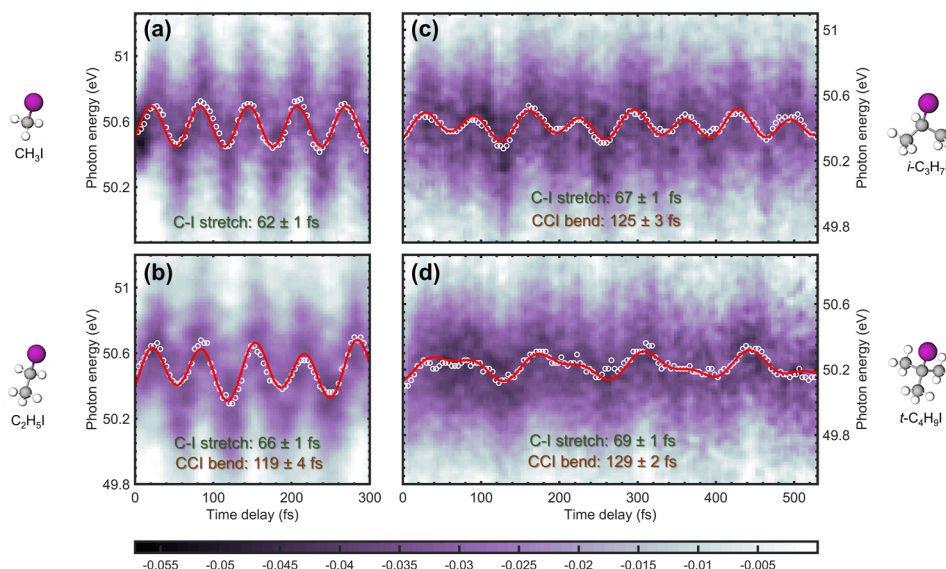 (a)
51
50.6
50.2
Photon energy (eV)
C-I stretch: 62 ± 1 fs
CH3I
(c)
51
50.6
50.2
49.8
Photon energy (eV)
C-I stretch: 67 ± 1 fs
CCI bend: 125 ± 3 fs
i-C3H7I
(b)
51
50.6
50.2
49.8
Photon energy (eV)
C-I stretch: 66 ± 1 fs
CCI bend: 119 ± 4 fs
C2H5I
0 100 200 300
Time delay (fs)
(d)
50.6
50.2
49.8
Photon energy (eV)
C-I stretch: 69 ± 1 fs
CCI bend: 129 ± 2 fs
t-C4H9I
0 100 200 300 400 500
Time delay (fs)
-0.055 -0.05 -0.045 -0.04 -0.035 -0.03 -0.025 -0.02 -0.015 -0.01 -0.005